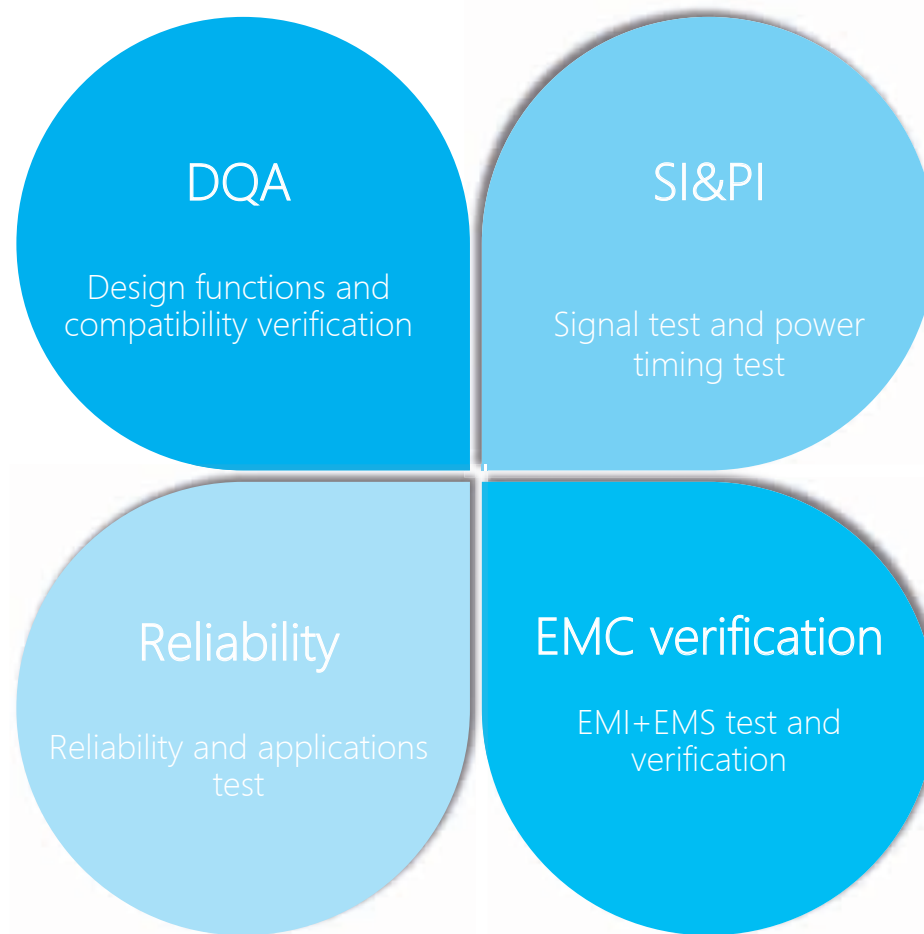 DQA
Design functions and
compatibility verification
SI&PI
Signal test and power
timing test
Reliability
Reliability and applications
test
EMC verification
EMI+EMS test and
verification